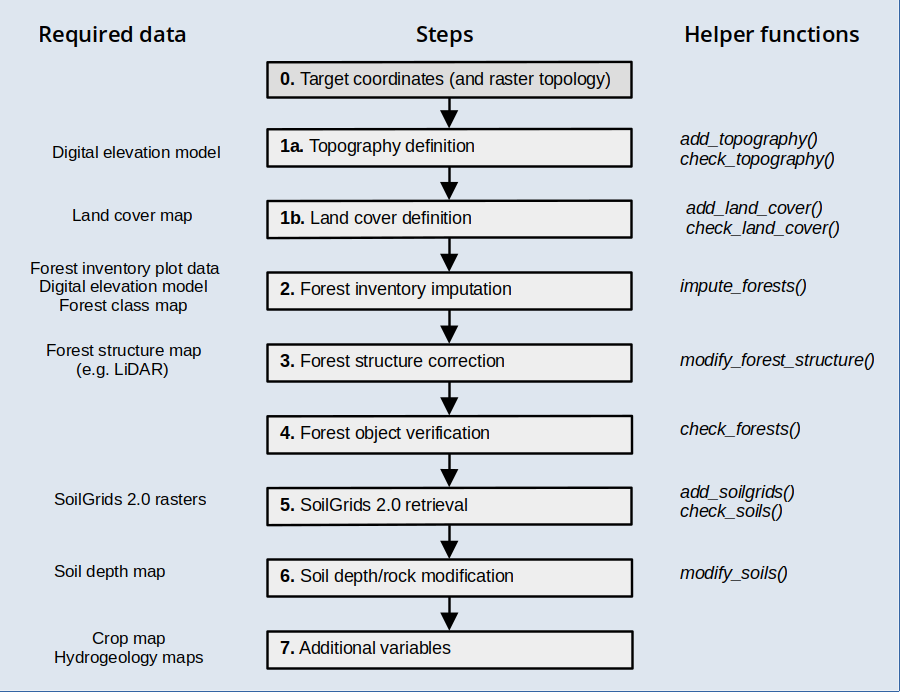 Required data
Steps
Helper functions
0. Target coordinates (and raster topology)
Digital elevation model
1a. Topography definition
add_topography()
check_topography()
Land cover map
1b. Land cover definition
add_land_cover()
check_land_cover()
Forest inventory plot data
Digital elevation model
Forest class map
2. Forest inventory imputation
impute_forests()
Forest structure map
(e.g. LiDAR)
3. Forest structure correction
modify_forest_structure()
4. Forest object verification
check_forests()
SoilGrids 2.0 rasters
5. SoilGrids 2.0 retrieval
add_soilgrids()
check_soils()
Soil depth map
6. Soil depth/rock modification
modify_soils()
Crop map
Hydrogeology maps
7. Additional variables